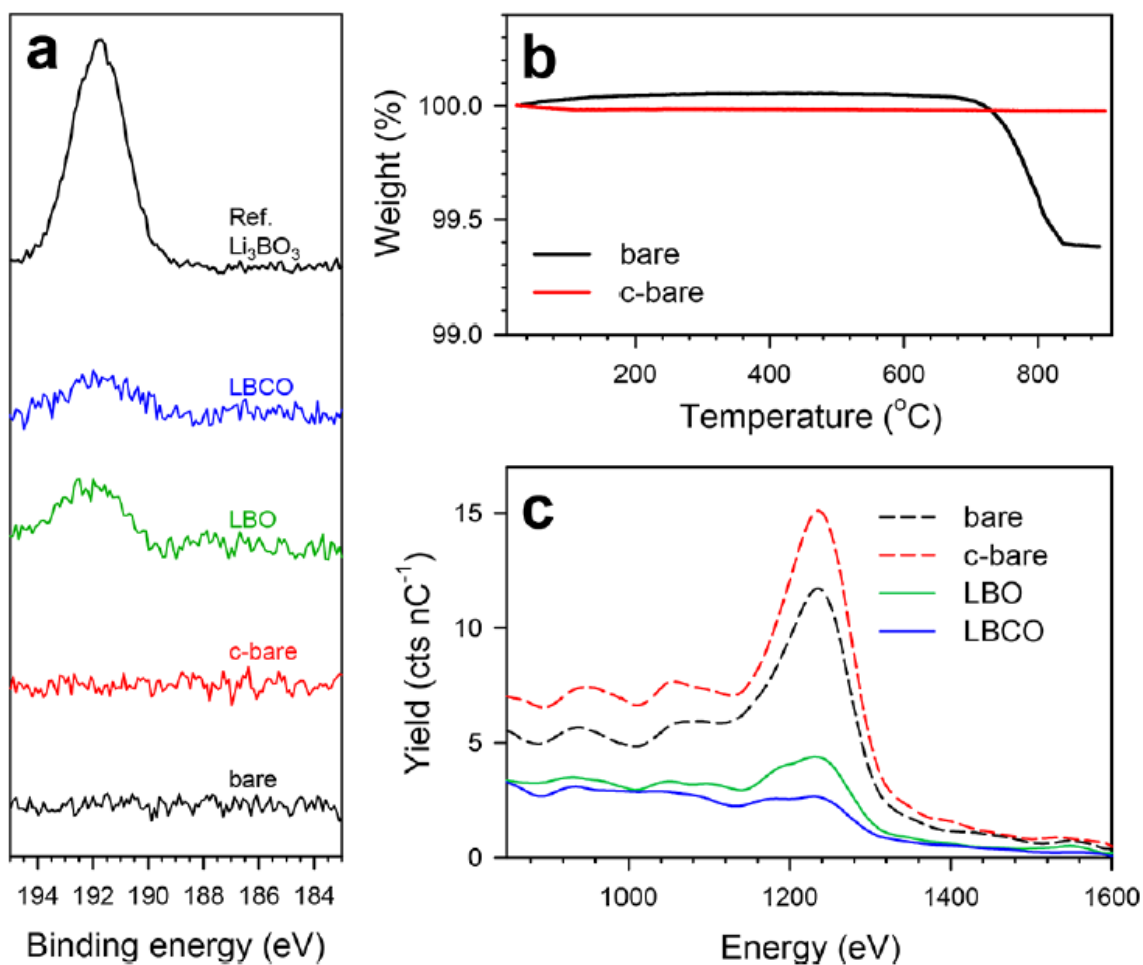 a
Ref.
Li₃BO₃
LBCO
LBO
c-bare
bare
194 192 190 188 186 184
Binding energy (eV)
b
100.0
99.5
99.0
Weight (%)
bare
c-bare
200 400 600 800
Temperature (°C)
c
15
10
5
0
Yield (cts nC⁻¹)
bare
c-bare
LBO
LBCO
1000 1200 1400 1600
Energy (eV)